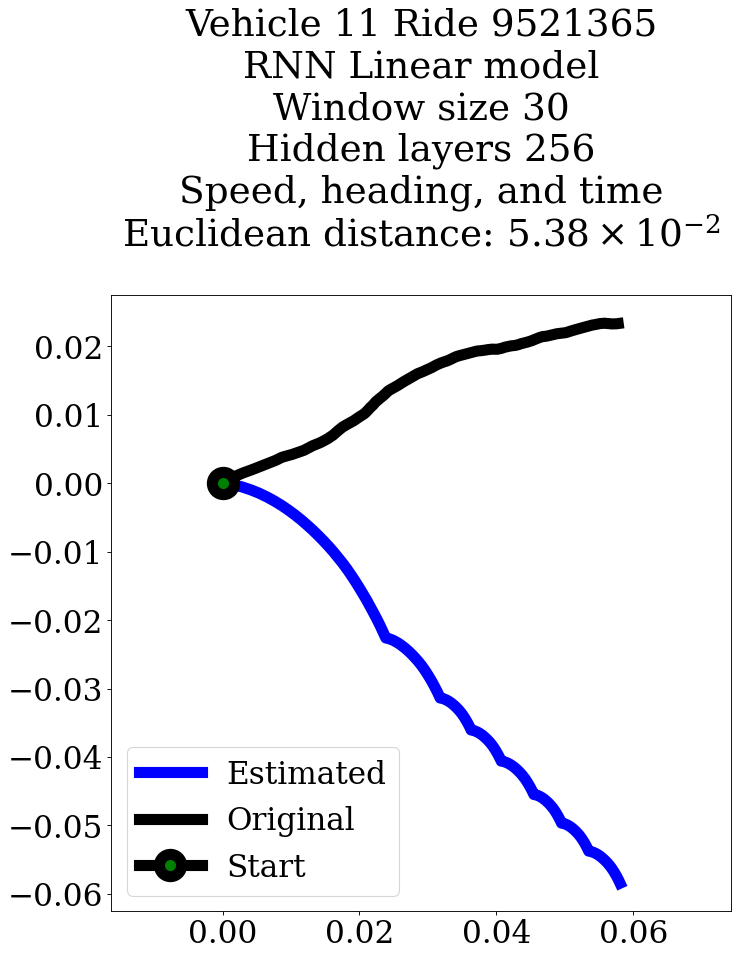 Vehicle 11 Ride 9521365
RNN Linear model
Window size 30
Hidden layers 256
Speed, heading, and time
Euclidean distance: 5.38 × 10⁻²
0.02
0.01
0.00
−0.01
−0.02
−0.03
−0.04
−0.05
−0.06
Estimated
Original
Start
0.00 0.02 0.04 0.06